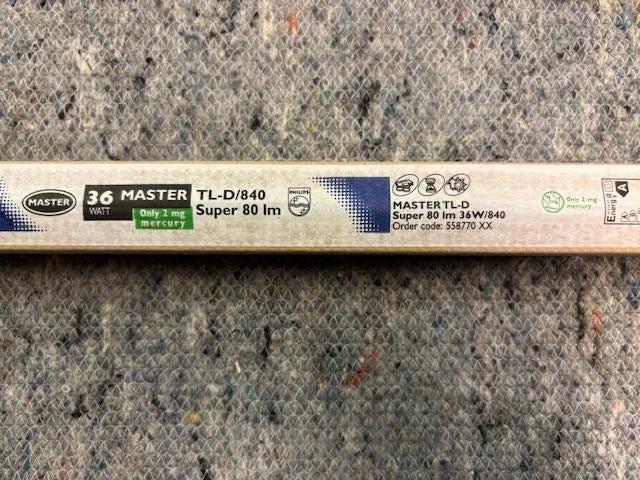 MASTER
36 MASTER
WATT
Only 2 mg
mercury
TL-D/840
Super 80 lm
PHILIPS
MASTER TL-D
Super 80 lm 36W/840
Order code: 558770 XX
Only 2 mg
mercury
Energy
A